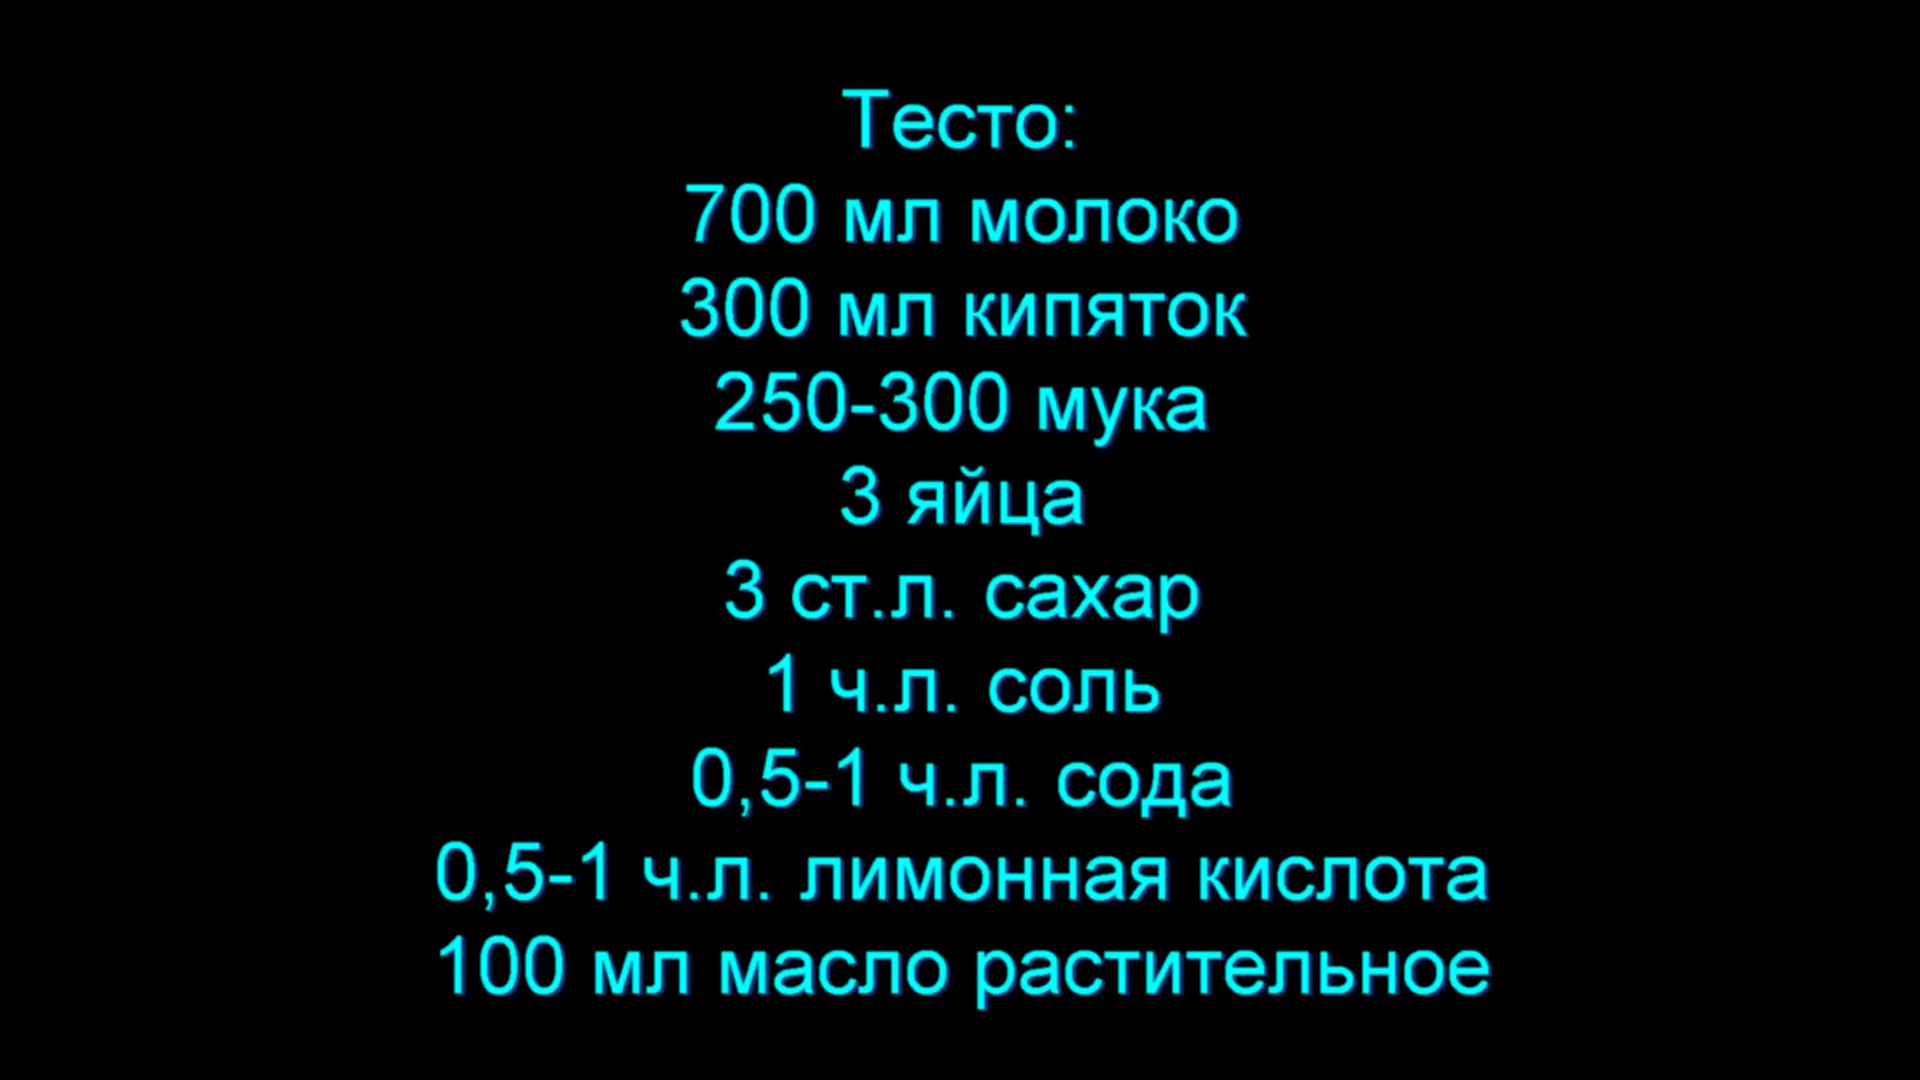 Тесто:
700 мл молоко
300 мл кипяток
250-300 мука
3 яйца
3 ст.л. сахар
1 ч.л. соль
0,5-1 ч.л. сода
0,5-1 ч.л. лимонная кислота
100 мл масло растительное